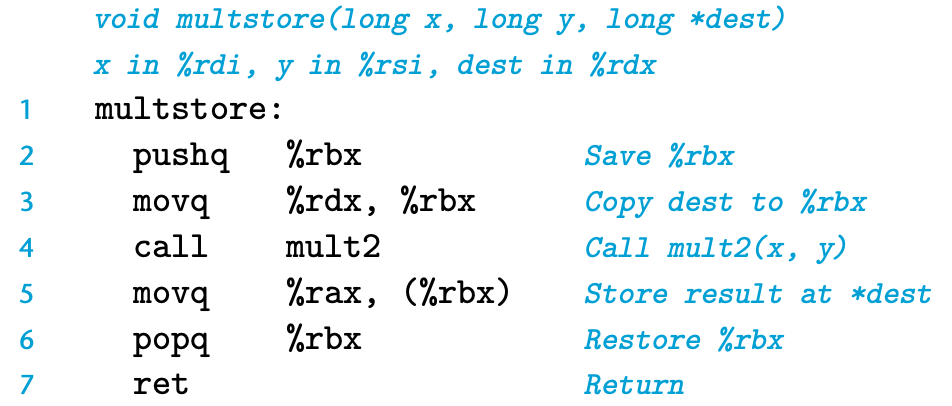 void multstore(long x, long y, long *dest)
x in %rdi, y in %rsi, dest in %rdx
1 multstore:
2 pushq %rbx Save %rbx
3 movq %rdx, %rbx Copy dest to %rbx
4 call mult2 Call mult2(x, y)
5 movq %rax, (%rbx) Store result at *dest
6 popq %rbx Restore %rbx
7 ret Return